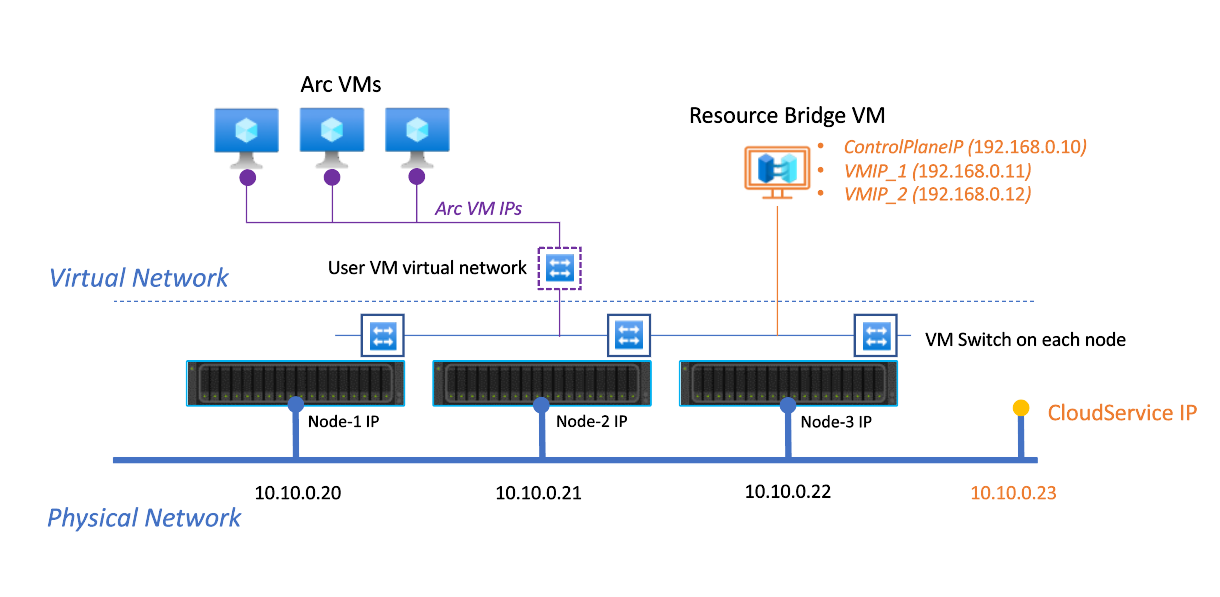 Arc VMs
Resource Bridge VM
• ControlPlaneIP (192.168.0.10)
• VMIP_1 (192.168.0.11)
• VMIP_2 (192.168.0.12)
Arc VM IPs
User VM virtual network
Virtual Network
VM Switch on each node
Node-1 IP
Node-2 IP
Node-3 IP
CloudService IP
10.10.0.20
10.10.0.21
10.10.0.22
10.10.0.23
Physical Network